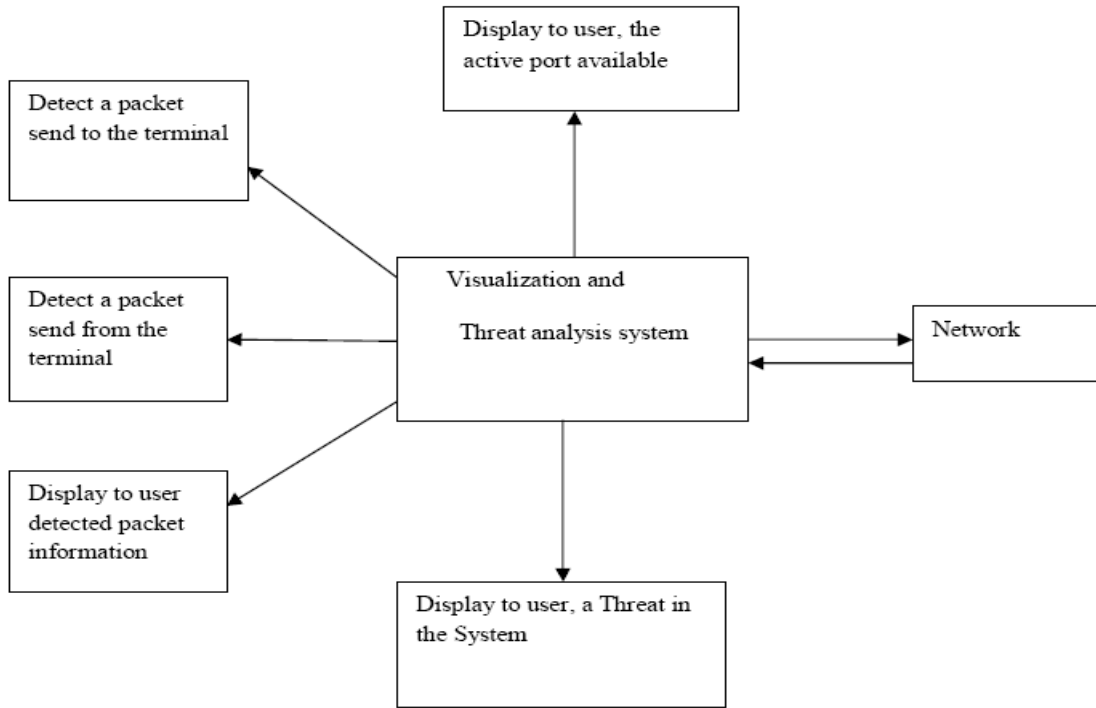 Display to user, the
active port available
Detect a packet
send to the terminal
Visualization and
Threat analysis system
Detect a packet
send from the
terminal
Network
Display to user
detected packet
information
Display to user, a Threat in
the System